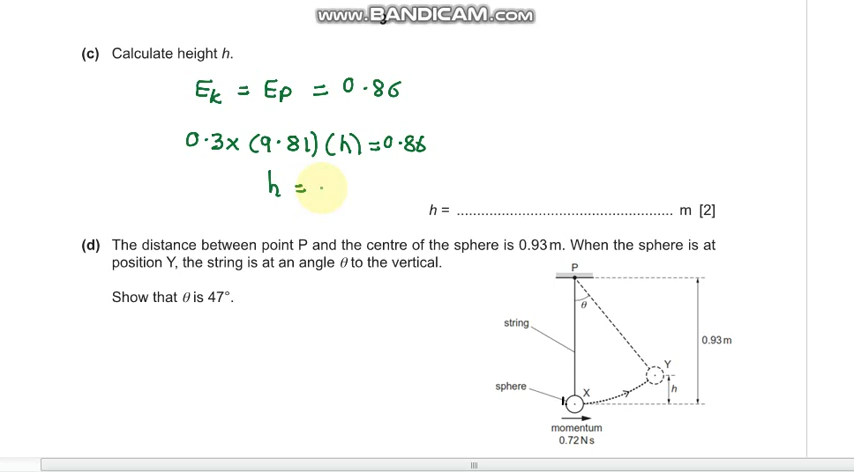 www.BANDICAM.com
(c) Calculate height h.
Ek = Ep = 0.86
0.3x (9.81) (h) = 0.86
h = .
h = ........................................................ m [2]
(d) The distance between point P and the centre of the sphere is 0.93 m. When the sphere is at
position Y, the string is at an angle θ to the vertical.
Show that θ is 47°.
P
θ
string
0.93 m
Y
sphere
X
h
momentum
0.72 N s